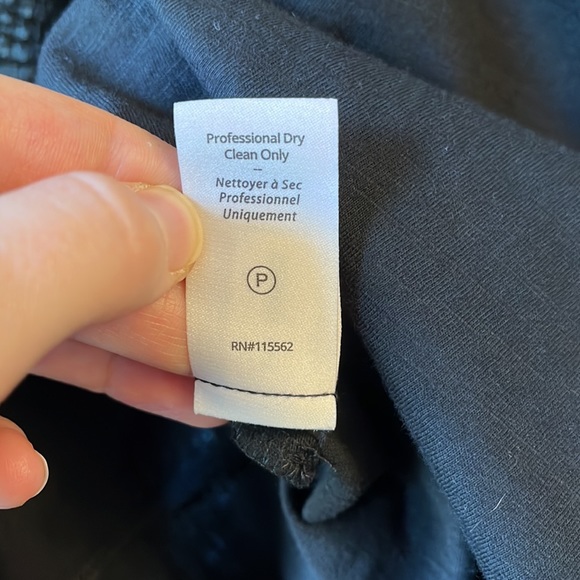 Professional Dry
Clean Only
–
Nettoyer à Sec
Professionnel
Uniquement
P
RN#115562